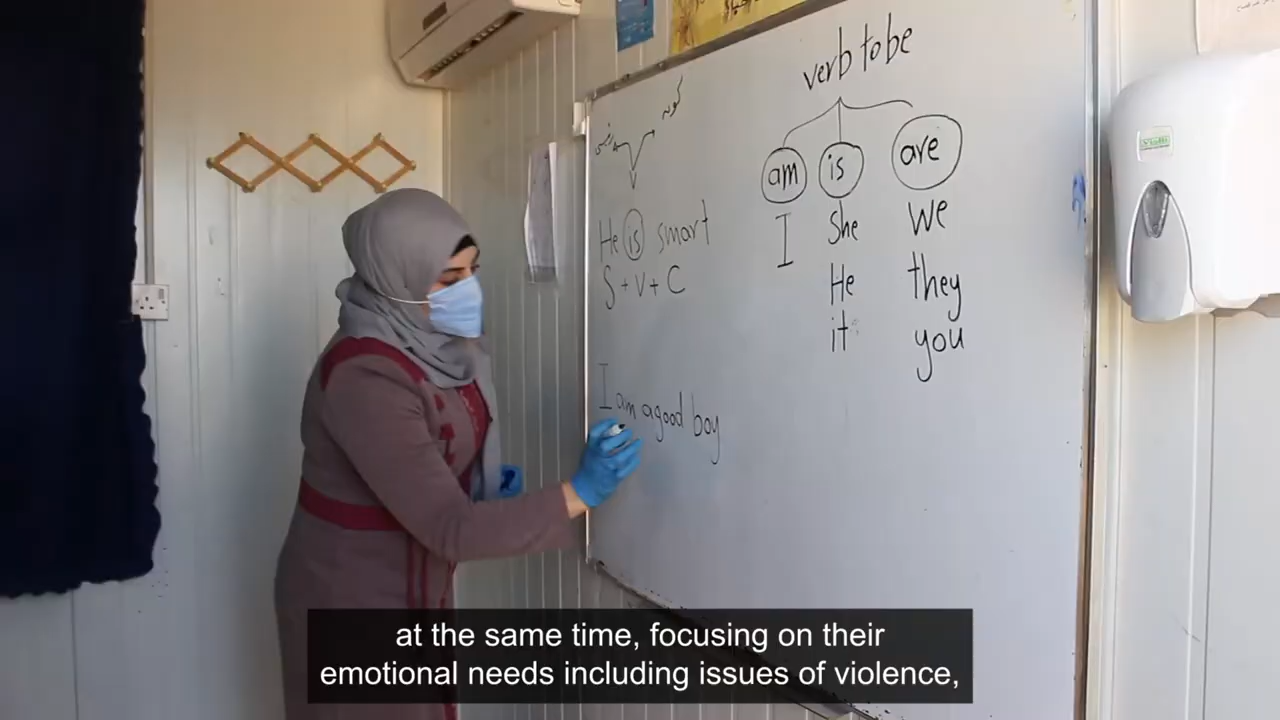 verb to be
am is are
I She We
He they
it you
He is smart
S + V + C
I am a good boy
at the same time, focusing on their
emotional needs including issues of violence,